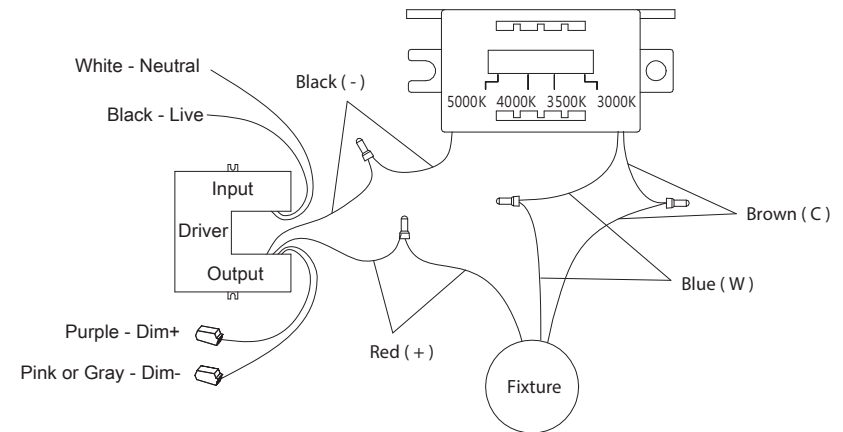 White - Neutral
Black ( - )
Black - Live
5000K 4000K 3500K 3000K
Input
Driver
Output
Brown ( C )
Blue ( W )
Purple - Dim+
Red ( + )
Pink or Gray - Dim-
Fixture